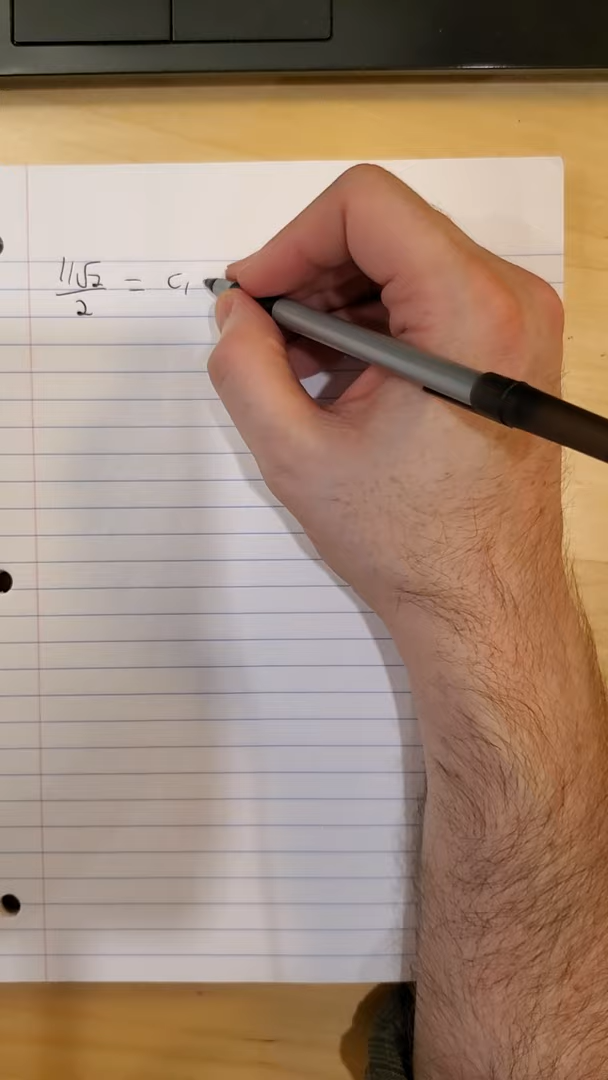 11√2/2 = C₁